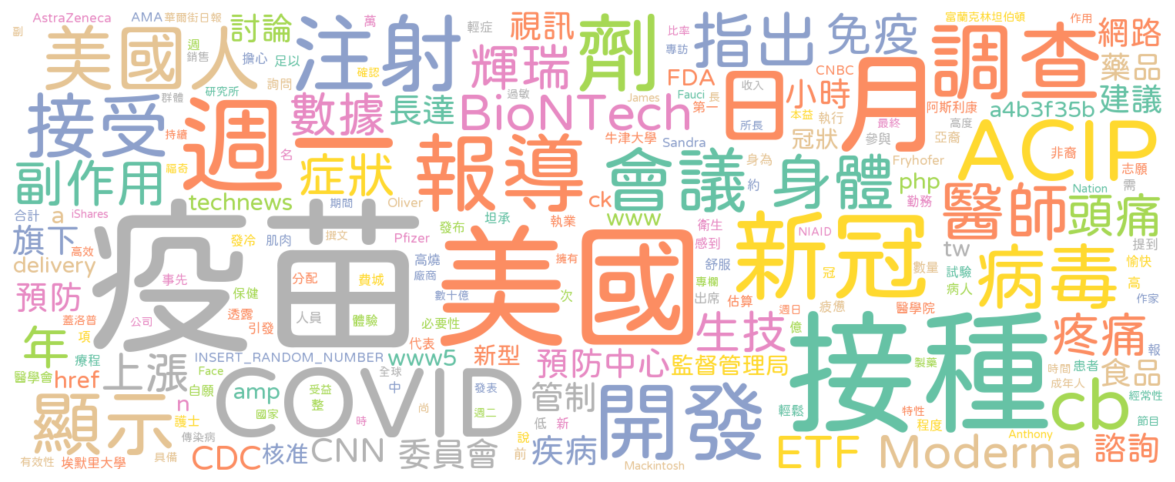 AstraZeneca AMA 華爾街日報 討論 萬 輕症 視訊 比率 專訪 指出 免疫 富蘭克林坦伯頓 作用 網路
副 美國人 週 銷售 擔心 足以 詢問 注射 輝瑞 過敏 劑 FDA Fauci James 第一 長 CNBC 收入 日 月 調查 藥品
群體 研究所 確認 小時 本益 執行 阿斯利康 a4b3f35b 建議
接受 持續 週一 數據 長達 BioNTech 牛津大學 Sandra 所長 冠狀 最終 參與 亞裔 高度 ACIP 非裔 志願
副作用 名 輻奇 症狀 報導 會議 身為 身體 Fryhofer 醫師 Nation 需 頭痛
technews Oliver ck www 約 php 勤務
合計 iShares a 期間 撰文 發布 坦承 執業 衛生 NIAID tw 提到
旗下 高效 疫苗 發冷 肌肉 Pfizer 美國 感到 新冠 試驗 愉快
delivery 事先 分配 費城 高燒 廠商 擁有 舒服 專欄 冠 數量 病毒 高
預防 保健 透露 數十億 次 出席 估算 週日 疲憊 病人 作家
蓋洛普 公司 引發 人員 體驗 必要性 生技 億 醫學院 接種 疼痛
年 項 代表 新型 預防中心 監督管理局 製藥 患者 報
療程 INSERT_RANDOM_NUMBER www5 時間 食品
醫學會 href 上漲 Face 自願 amp 受益 全球 中 發表 開發 管制 輕鬆 特性 成年人 cb 經常性
顯示 n 護士 國家 整 COVID 週二 尚 低 新 程度 節目
傳染病 時 說 ETF Anthony
有效性 埃默里大學 具備 CDC 核准 CNN 委員會 前 疾病 Mackintosh Moderna 諮詢